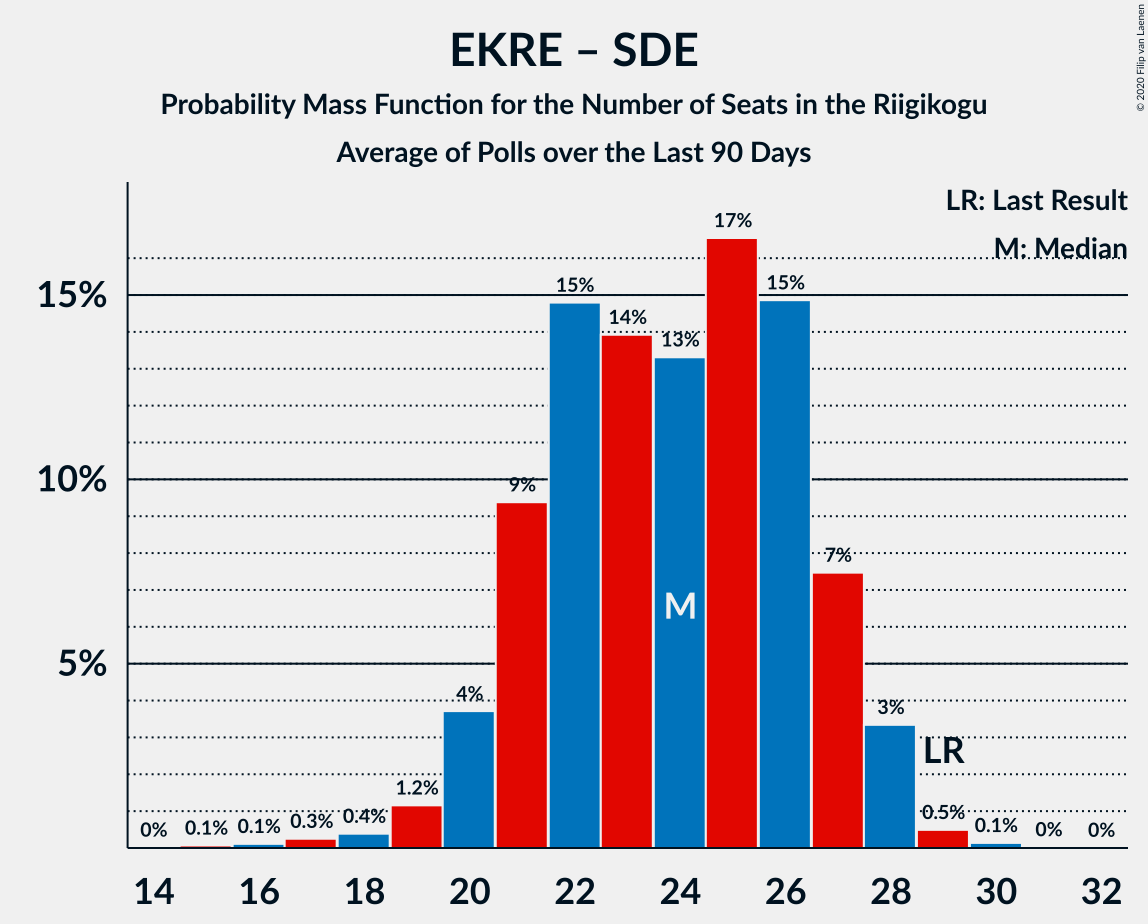 © 2020 Filip van Laenen
EKRE – SDE
Probability Mass Function for the Number of Seats in the Riigikogu
Average of Polls over the Last 90 Days
LR: Last Result
M: Median
15%
10%
5%
0%
0.1%
0.1%
0.3%
0.4%
1.2%
4%
9%
15%
14%
13%
17%
15%
7%
3%
0.5%
0.1%
0%
0%
M
LR
14 16 18 20 22 24 26 28 30 32